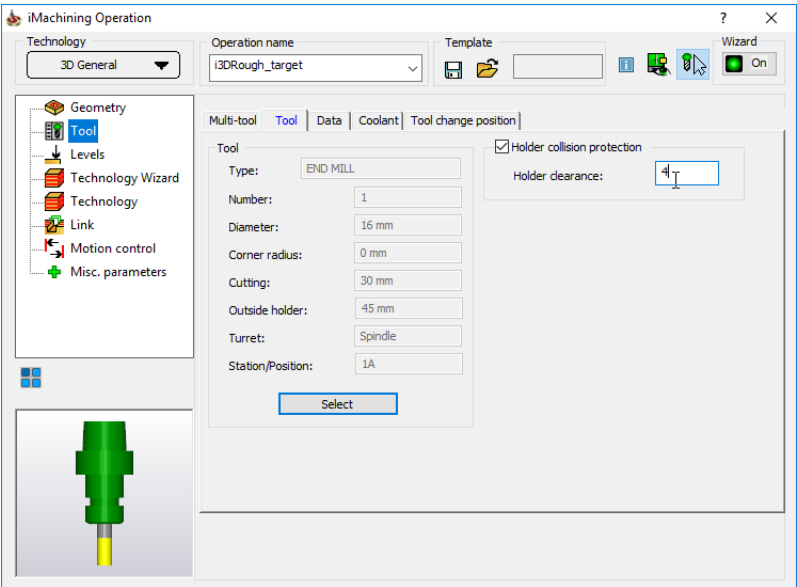 iMachining Operation
? X
Technology
3D General
Operation name
i3DRough_target
Template
Wizard
On
Geometry
Tool
Levels
Technology Wizard
Technology
Link
Motion control
Misc. parameters
Multi-tool Tool Data Coolant Tool change position
Tool
Type: END MILL
Number: 1
Diameter: 16 mm
Corner radius: 0 mm
Cutting: 30 mm
Outside holder: 45 mm
Turret: Spindle
Station/Position: 1A
Select
Holder collision protection
Holder clearance: 4